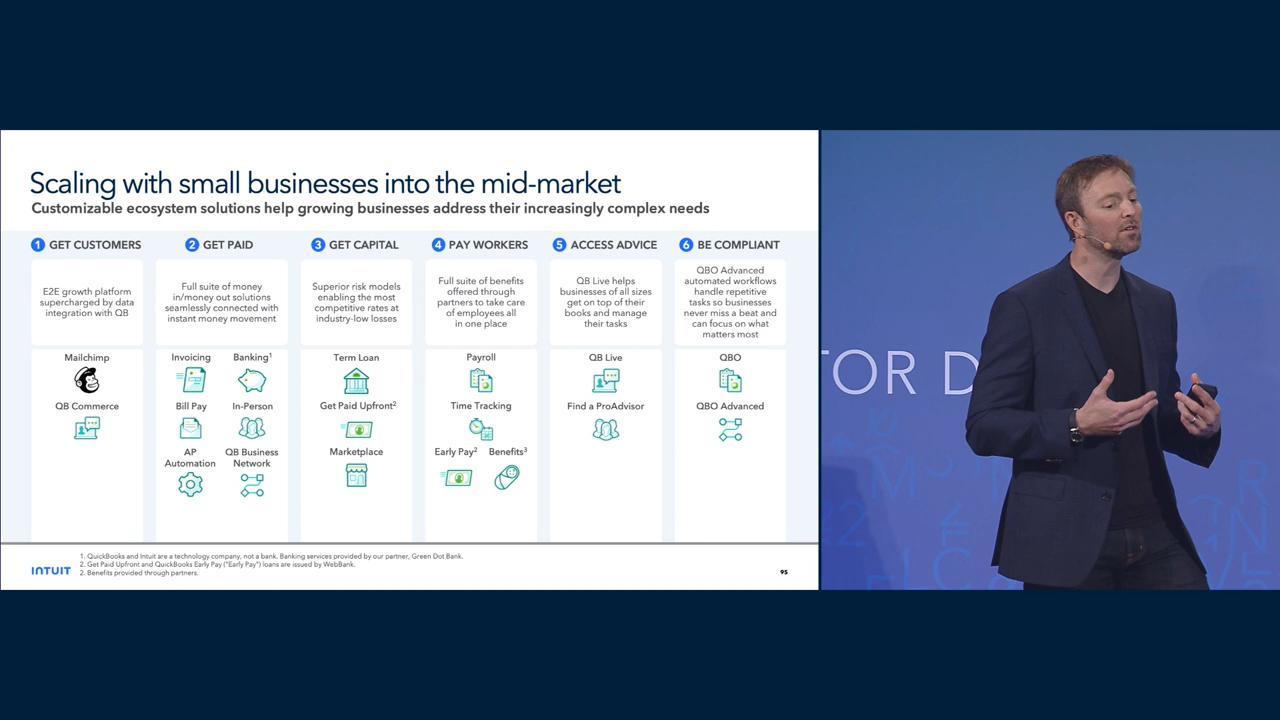 Scaling with small businesses into the mid-market
Customizable ecosystem solutions help growing businesses address their increasingly complex needs
1 GET CUSTOMERS
E2E growth platform
supercharged by data
integration with QB
Mailchimp
QB Commerce
2 GET PAID
Full suite of money
in/money out solutions
seamlessly connected with
instant money movement
Invoicing
Banking1
Bill Pay
In-Person
AP
Automation
QB Business
Network
3 GET CAPITAL
Superior risk models
enabling the most
competitive rates at
industry-low losses
Term Loan
Get Paid Upfront2
Marketplace
4 PAY WORKERS
Full suite of benefits
offered through
partners to take care
of employees all
in one place
Payroll
Time Tracking
Early Pay2
Benefits3
5 ACCESS ADVICE
QB Live helps
businesses of all sizes
get on top of their
books and manage
their tasks
QB Live
Find a ProAdvisor
6 BE COMPLIANT
QBO Advanced
automated workflows
handle repetitive
tasks so businesses
never miss a beat and
can focus on what
matters most
QBO
QBO Advanced
INTUIT
1. QuickBooks and Intuit are a technology company, not a bank. Banking services provided by our partner, Green Dot Bank.
2. Get Paid Upfront and QuickBooks Early Pay ("Early Pay") loans are issued by WebBank.
2. Benefits provided through partners.
95
TOR D